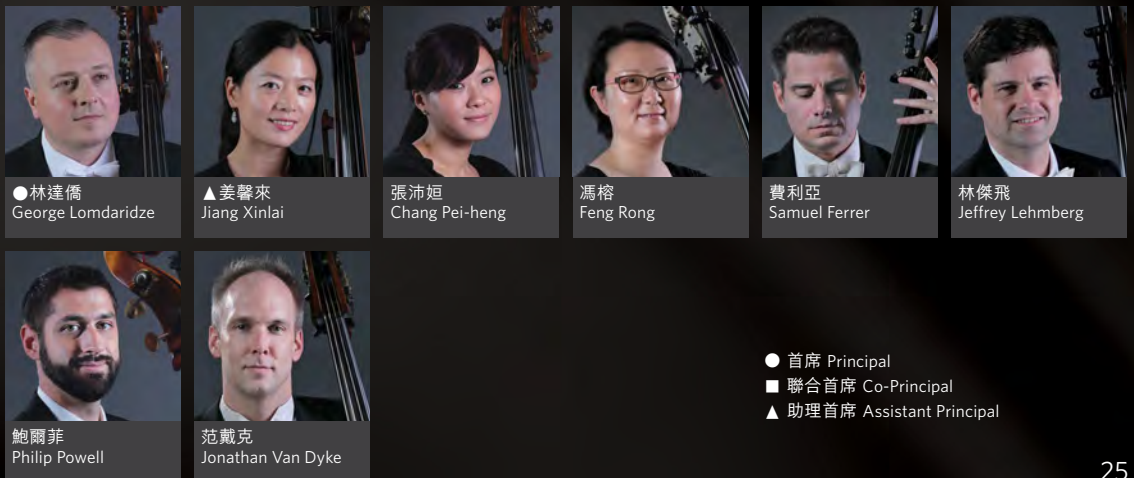 ●林達僑
George Lomdaridze
▲姜馨來
Jiang Xinlai
張沛姮
Chang Pei-heng
馮榕
Feng Rong
費利亞
Samuel Ferrer
林傑飛
Jeffrey Lehmberg
鮑爾菲
Philip Powell
范戴克
Jonathan Van Dyke
● 首席 Principal
■ 聯合首席 Co-Principal
▲ 助理首席 Assistant Principal
25